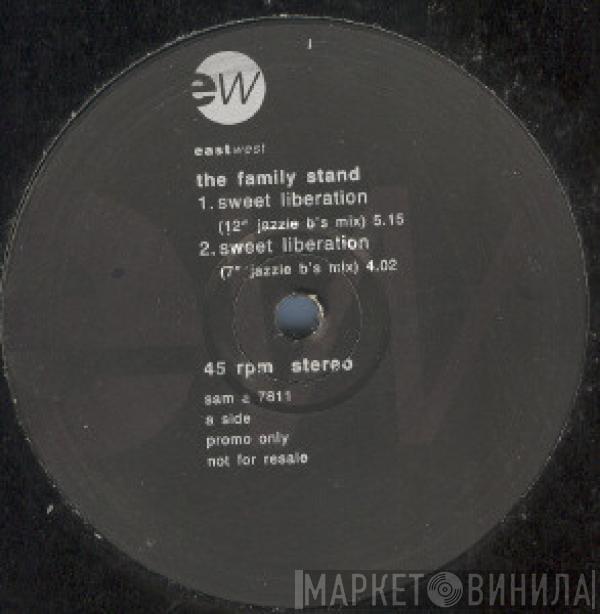 ew
eastwest
the family stand
1. sweet liberation
(12" jazzie b's mix) 5.15
2. sweet liberation
(7" jazzie b's mix) 4.02
45 rpm stereo
sam a 7811
a side
promo only
not for resale
МАРКЕТ ВИНИЛА